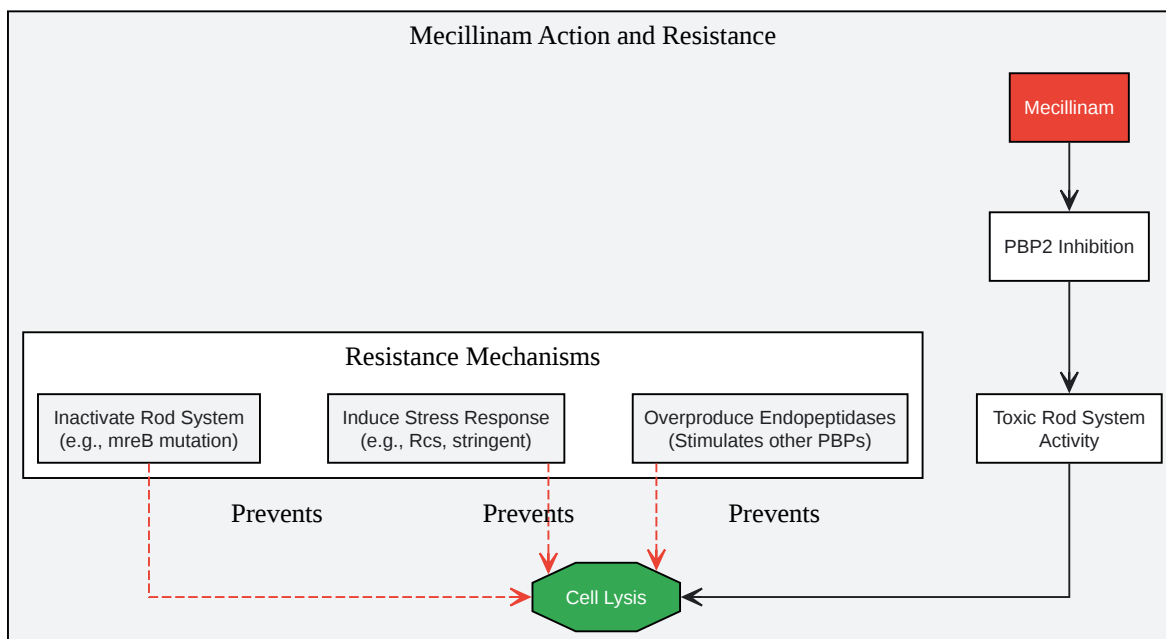 Mecillinam Action and Resistance
Mecillinam
PBP2 Inhibition
Resistance Mechanisms
Inactivate Rod System
(e.g., mreB mutation)
Induce Stress Response
(e.g., Rcs, stringent)
Overproduce Endopeptidases
(Stimulates other PBPs)
Toxic Rod System
Activity
Prevents
Prevents
Prevents
Cell Lysis